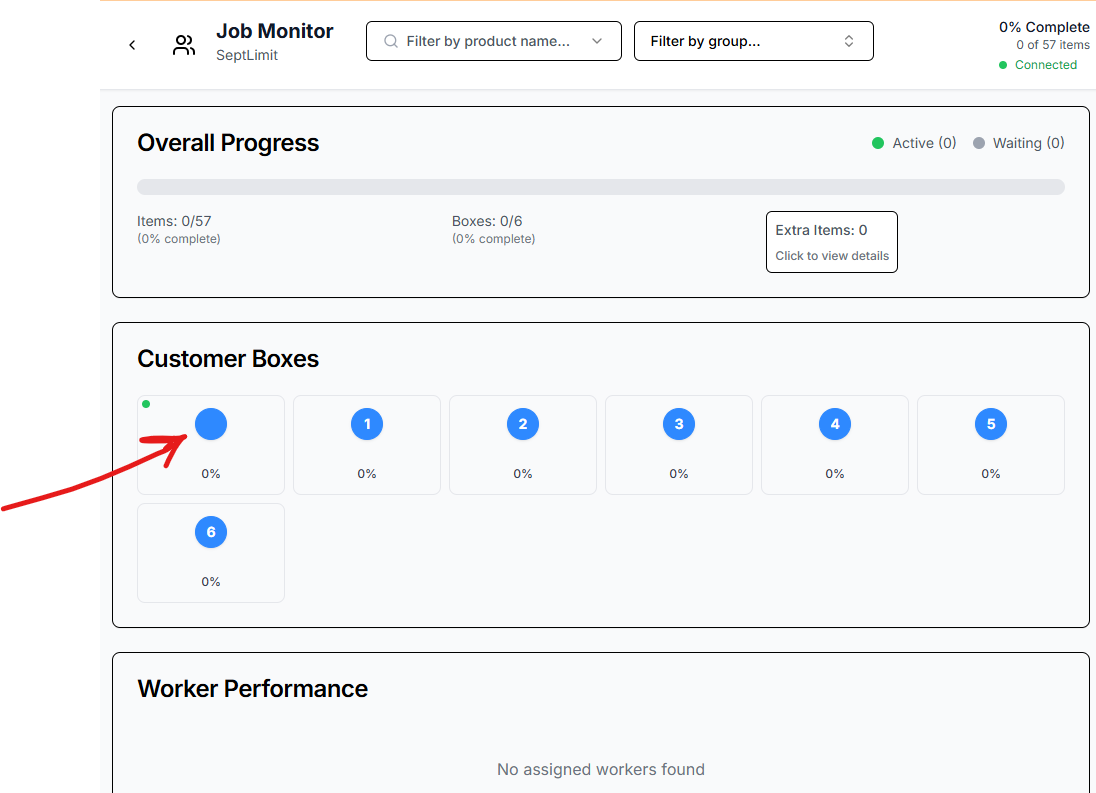 Job Monitor
SeptLimit
Filter by product name...
Filter by group...
0% Complete
0 of 57 items
Connected
Overall Progress
Active (0)
Waiting (0)
Items: 0/57
(0% complete)
Boxes: 0/6
(0% complete)
Extra Items: 0
Click to view details
Customer Boxes
0%
1
0%
2
0%
3
0%
4
0%
5
0%
6
0%
Worker Performance
No assigned workers found